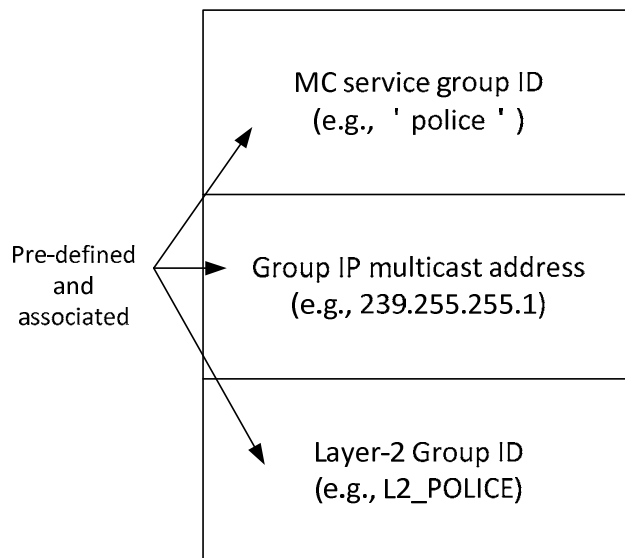 MC service group ID
(e.g., ' police ' )
Pre-defined
and
associated
Group IP multicast address
(e.g., 239.255.255.1)
Layer-2 Group ID
(e.g., L2_POLICE)